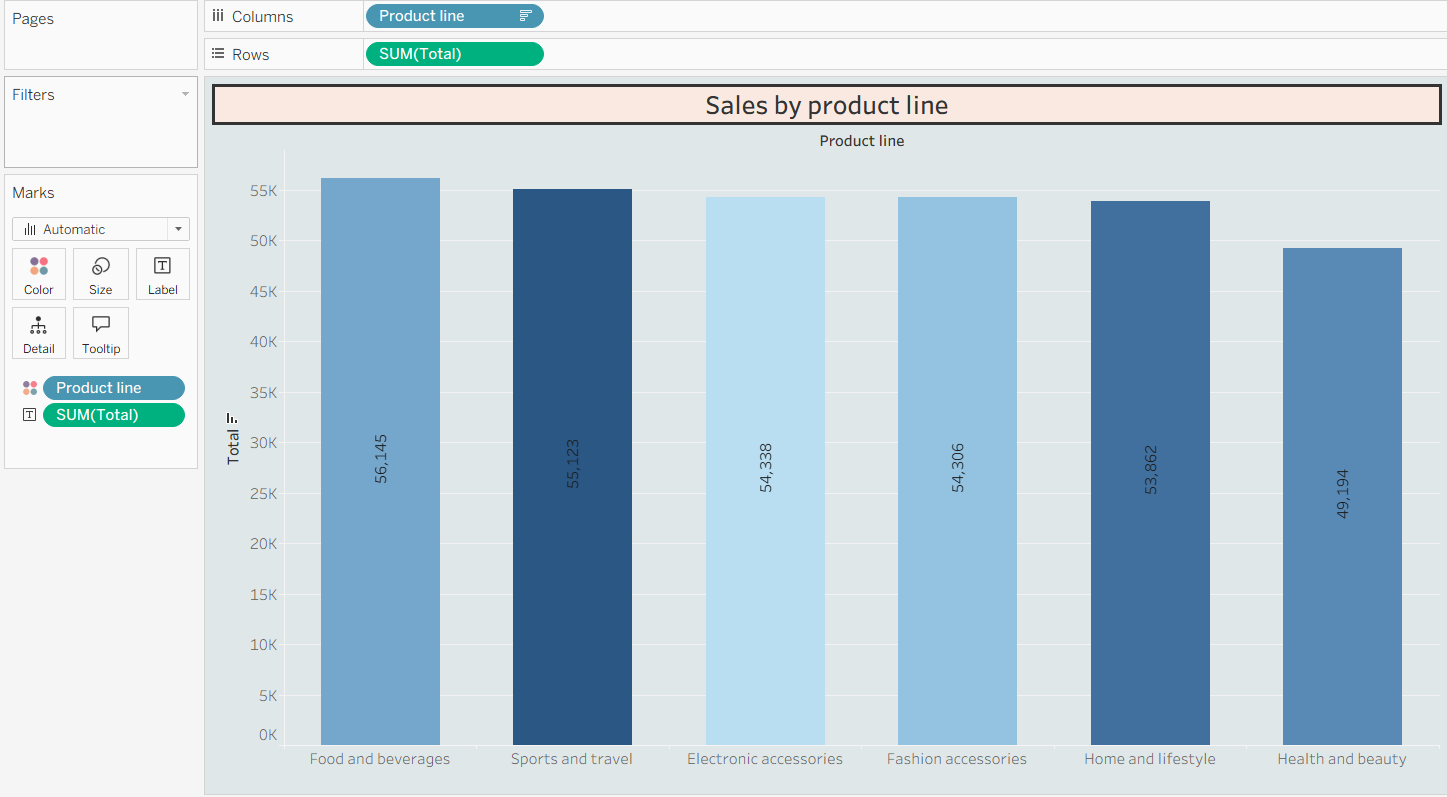 Pages
Columns
Product line
Rows
SUM(Total)
Filters
Marks
Automatic
Color
Size
Label
Detail
Tooltip
Product line
SUM(Total)
Sales by product line
Product line
Total
55K
50K
45K
40K
35K
30K
25K
20K
15K
10K
5K
0K
56,145
55,123
54,338
54,306
53,862
49,194
Food and beverages
Sports and travel
Electronic accessories
Fashion accessories
Home and lifestyle
Health and beauty